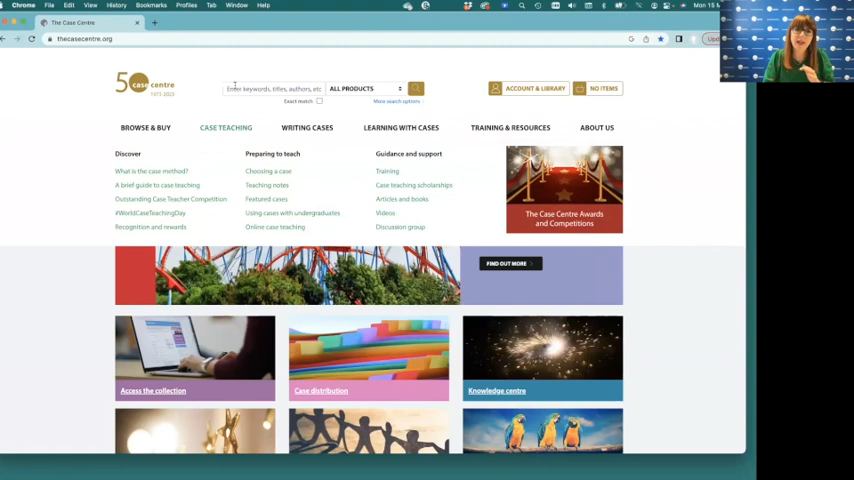 Chrome File Edit View History Bookmarks Profiles Tab Window Help
The Case Centre
thecasecentre.org
50 case centre
1973-2023
Enter keywords, titles, authors, etc
ALL PRODUCTS
ACCOUNT & LIBRARY
NO ITEMS
Exact match
More search options
BROWSE & BUY CASE TEACHING WRITING CASES LEARNING WITH CASES TRAINING & RESOURCES ABOUT US
Discover
What is the case method?
A brief guide to case teaching
Outstanding Case Teacher Competition
#WorldCaseTeachingDay
Recognition and rewards
Preparing to teach
Choosing a case
Teaching notes
Featured cases
Using cases with undergraduates
Online case teaching
Guidance and support
Training
Case teaching scholarships
Articles and books
Videos
Discussion group
The Case Centre Awards
and Competitions
FIND OUT MORE
Access the collection
Case distribution
Knowledge centre